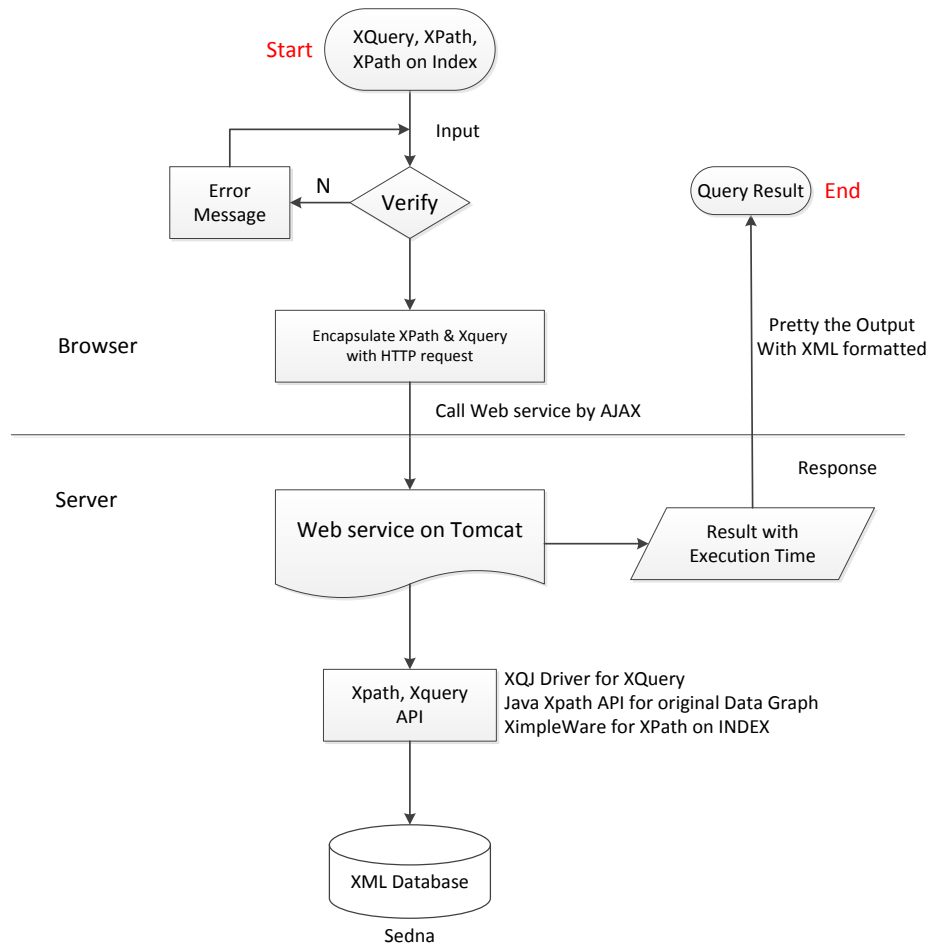 Start
XQuery, XPath,
XPath on Index
Input
Error
Message
N
Verify
Query Result
End
Encapsulate XPath & Xquery
with HTTP request
Browser
Pretty the Output
With XML formatted
Call Web service by AJAX
Response
Server
Web service on Tomcat
Result with
Execution Time
Xpath, Xquery
API
XQJ Driver for XQuery
Java Xpath API for original Data Graph
XimpleWare for XPath on INDEX
XML Database
Sedna